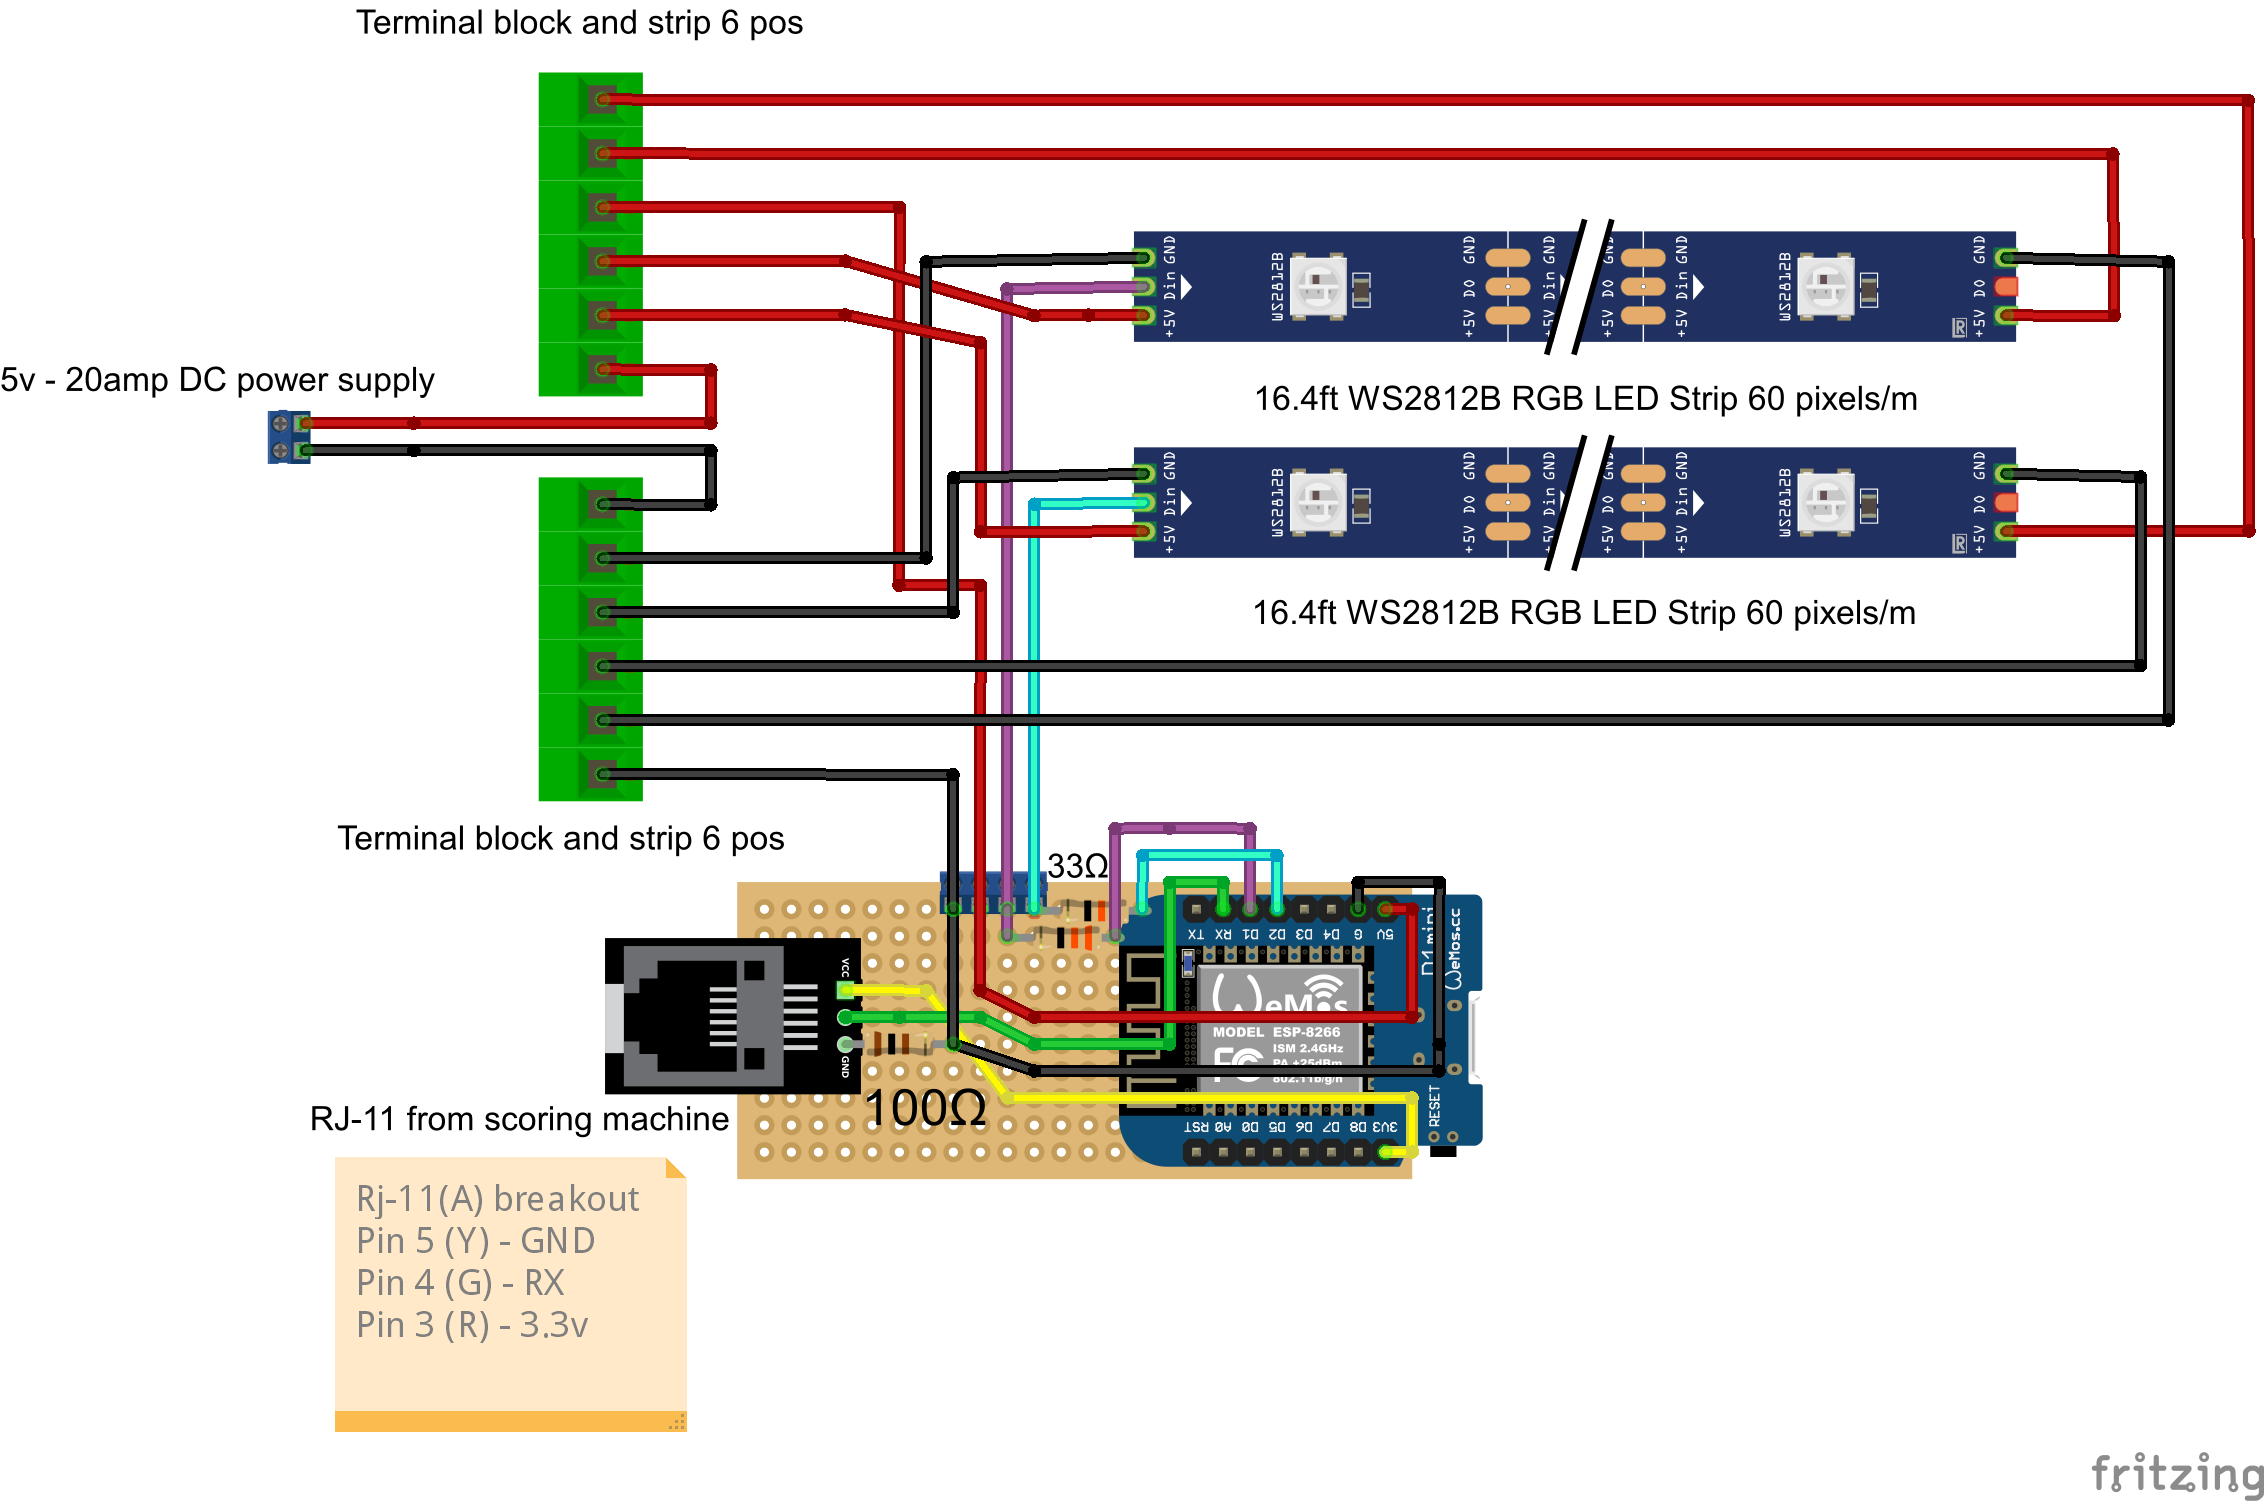 Terminal block and strip 6 pos
5v - 20amp DC power supply
GND
Din
+5V
WS2812B
GND
DO
+5V
GND
Din
+5V
GND
DO
+5V
GND
Din
+5V
WS2812B
GND
DO
+5V
R
16.4ft WS2812B RGB LED Strip 60 pixels/m
GND
Din
+5V
WS2812B
GND
DO
+5V
GND
Din
+5V
GND
DO
+5V
GND
Din
+5V
WS2812B
GND
DO
+5V
R
16.4ft WS2812B RGB LED Strip 60 pixels/m
Terminal block and strip 6 pos
33Ω
TX RX D1 D2 D3 D4 G 5V
D1 mini
WeMos.cc
VCC
GND
WeMos
MODEL ESP-8266
ISM 2.4GHz
PA +25dBm
802.11b/g/n
FC
RESET
RST A0 D0 D5 D6 D7 D8 3V3
100Ω
RJ-11 from scoring machine
Rj-11(A) breakout
Pin 5 (Y) - GND
Pin 4 (G) - RX
Pin 3 (R) - 3.3v
fritzing